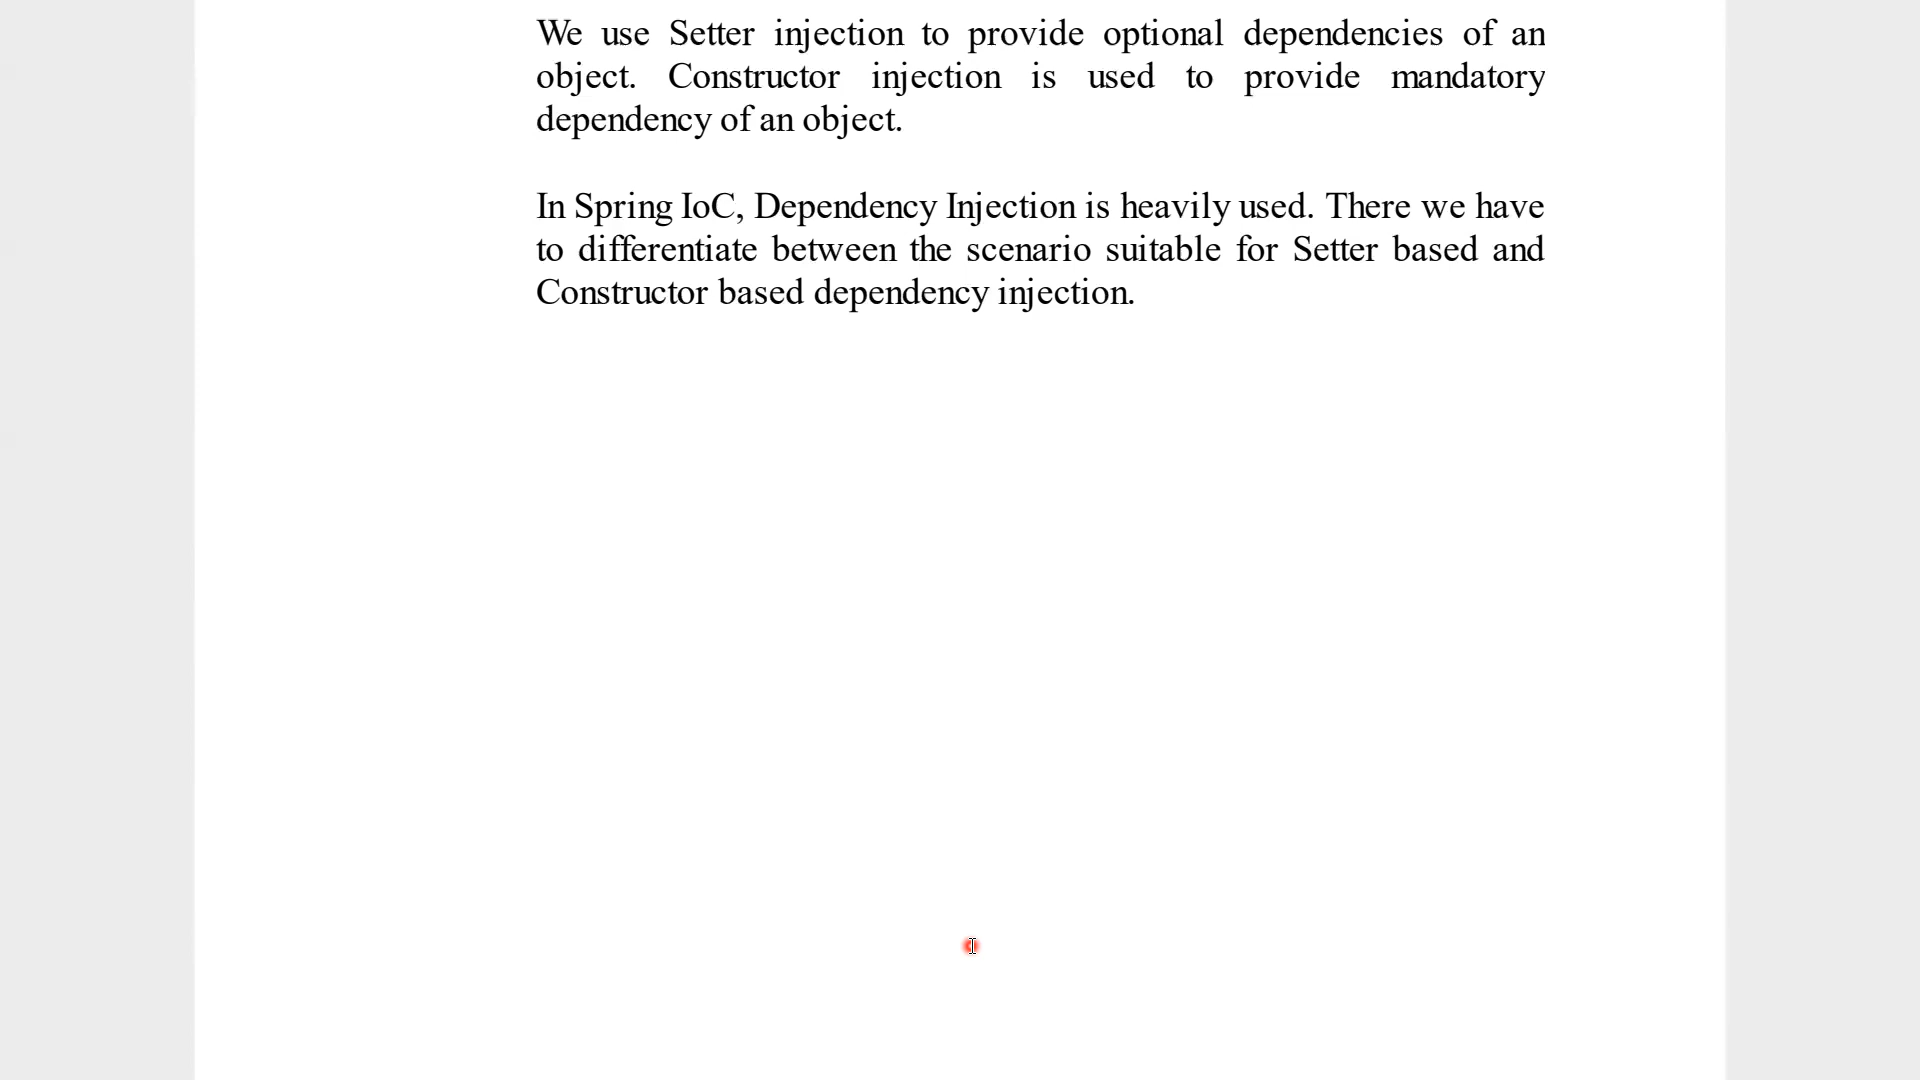 We use Setter injection to provide optional dependencies of an
object. Constructor injection is used to provide mandatory
dependency of an object.
In Spring IoC, Dependency Injection is heavily used. There we have
to differentiate between the scenario suitable for Setter based and
Constructor based dependency injection.